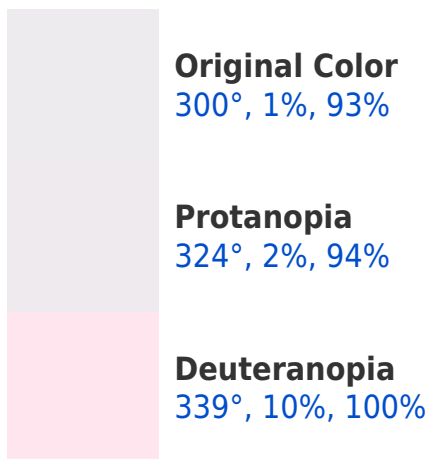 Original Color
300°, 1%, 93%
Protanopia
324°, 2%, 94%
Deuteranopia
339°, 10%, 100%